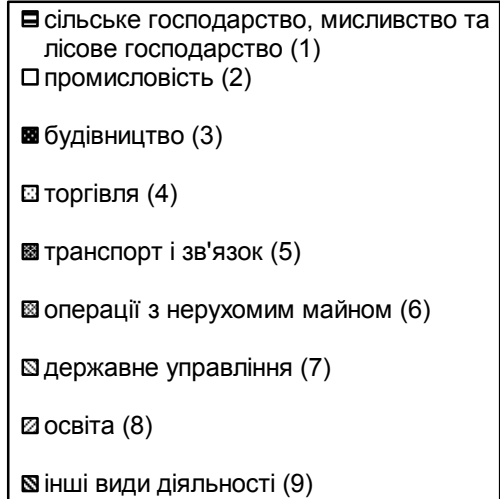 сільське господарство, мисливство та
лісове господарство (1)
промисловість (2)
будівництво (3)
торгівля (4)
транспорт і зв'язок (5)
операції з нерухомим майном (6)
державне управління (7)
освіта (8)
інші види діяльності (9)